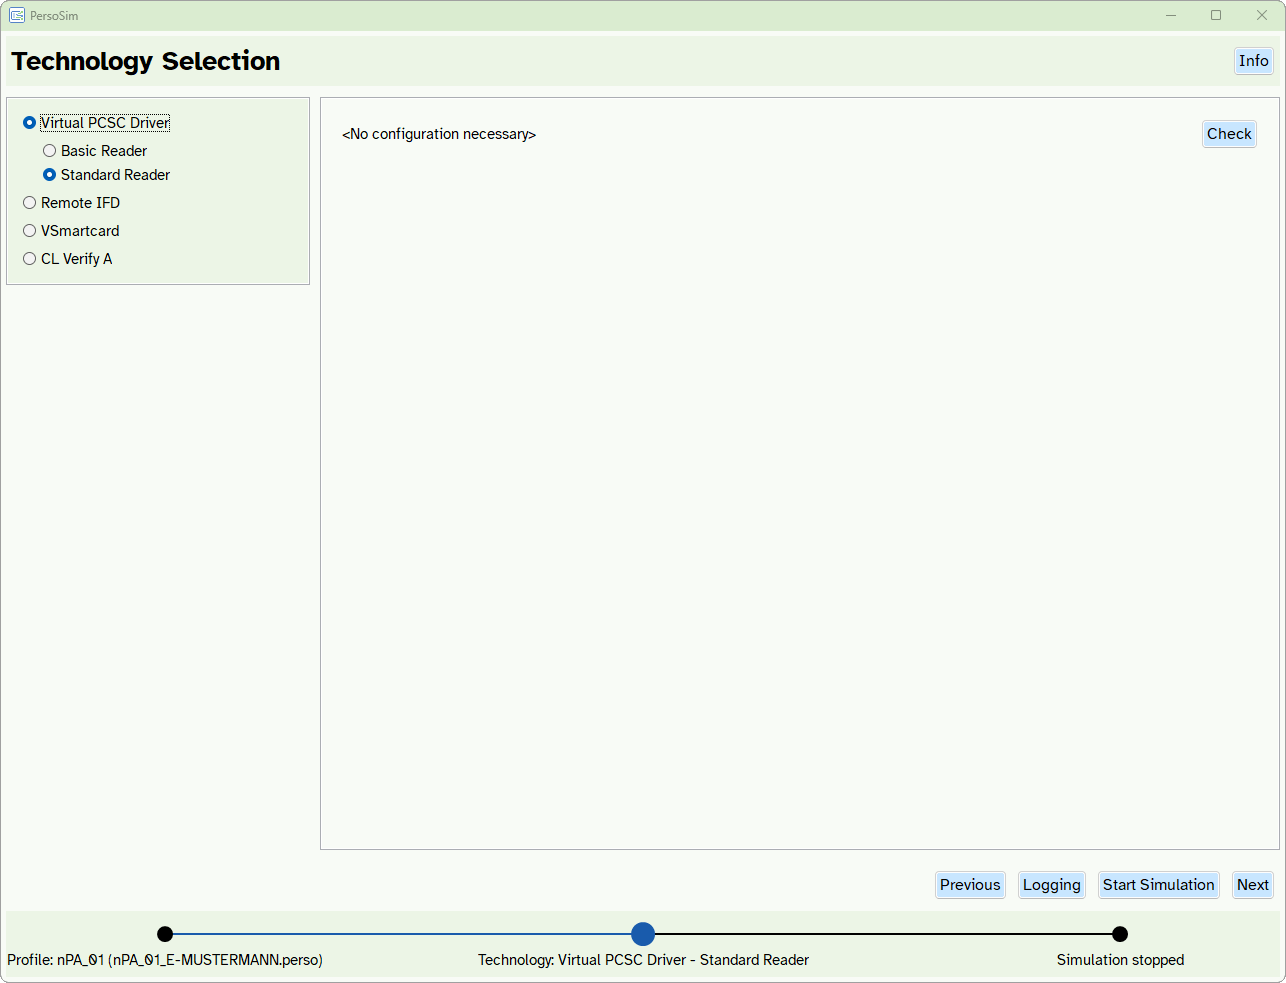 PersoSim
Technology Selection
Info
Virtual PCSC Driver
Basic Reader
Standard Reader
Remote IFD
VSmartcard
CL Verify A
<No configuration necessary>
Check
Previous
Logging
Start Simulation
Next
Profile: nPA_01 (nPA_01_E-MUSTERMANN.perso)
Technology: Virtual PCSC Driver - Standard Reader
Simulation stopped